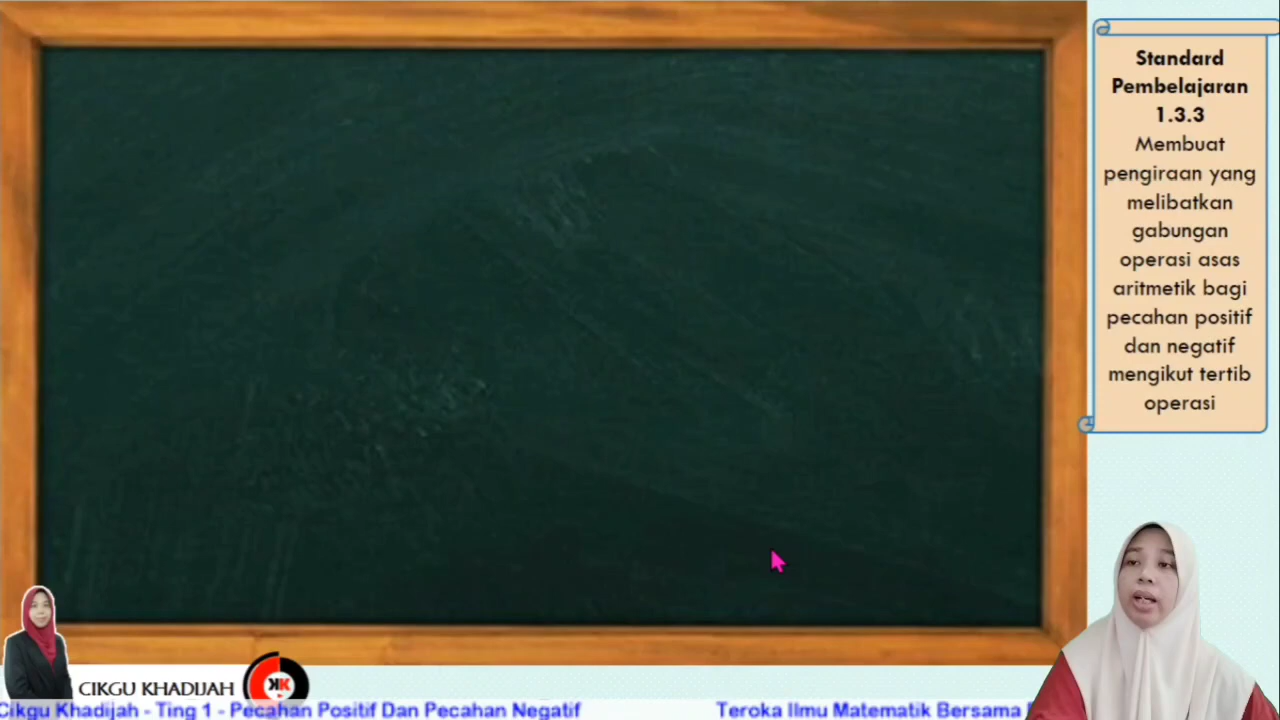 Standard
Pembelajaran
1.3.3
Membuat
pengiraan yang
melibatkan
gabungan
operasi asas
aritmetik bagi
pecahan positif
dan negatif
mengikut tertib
operasi
CIKGU KHADIJAH
KK
Cikgu Khadijah - Ting 1 - Pecahan Positif Dan Pecahan Negatif
Teroka Ilmu Matematik Bersama